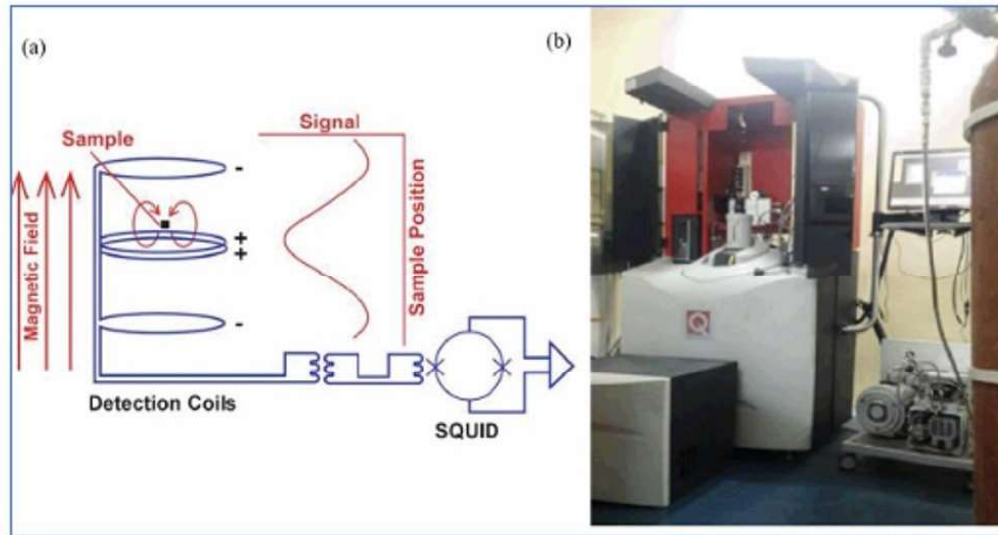 (a)
(b)
Signal
Sample
-
+
+
-
Magnetic Field
Sample Position
Detection Coils
SQUID
Q